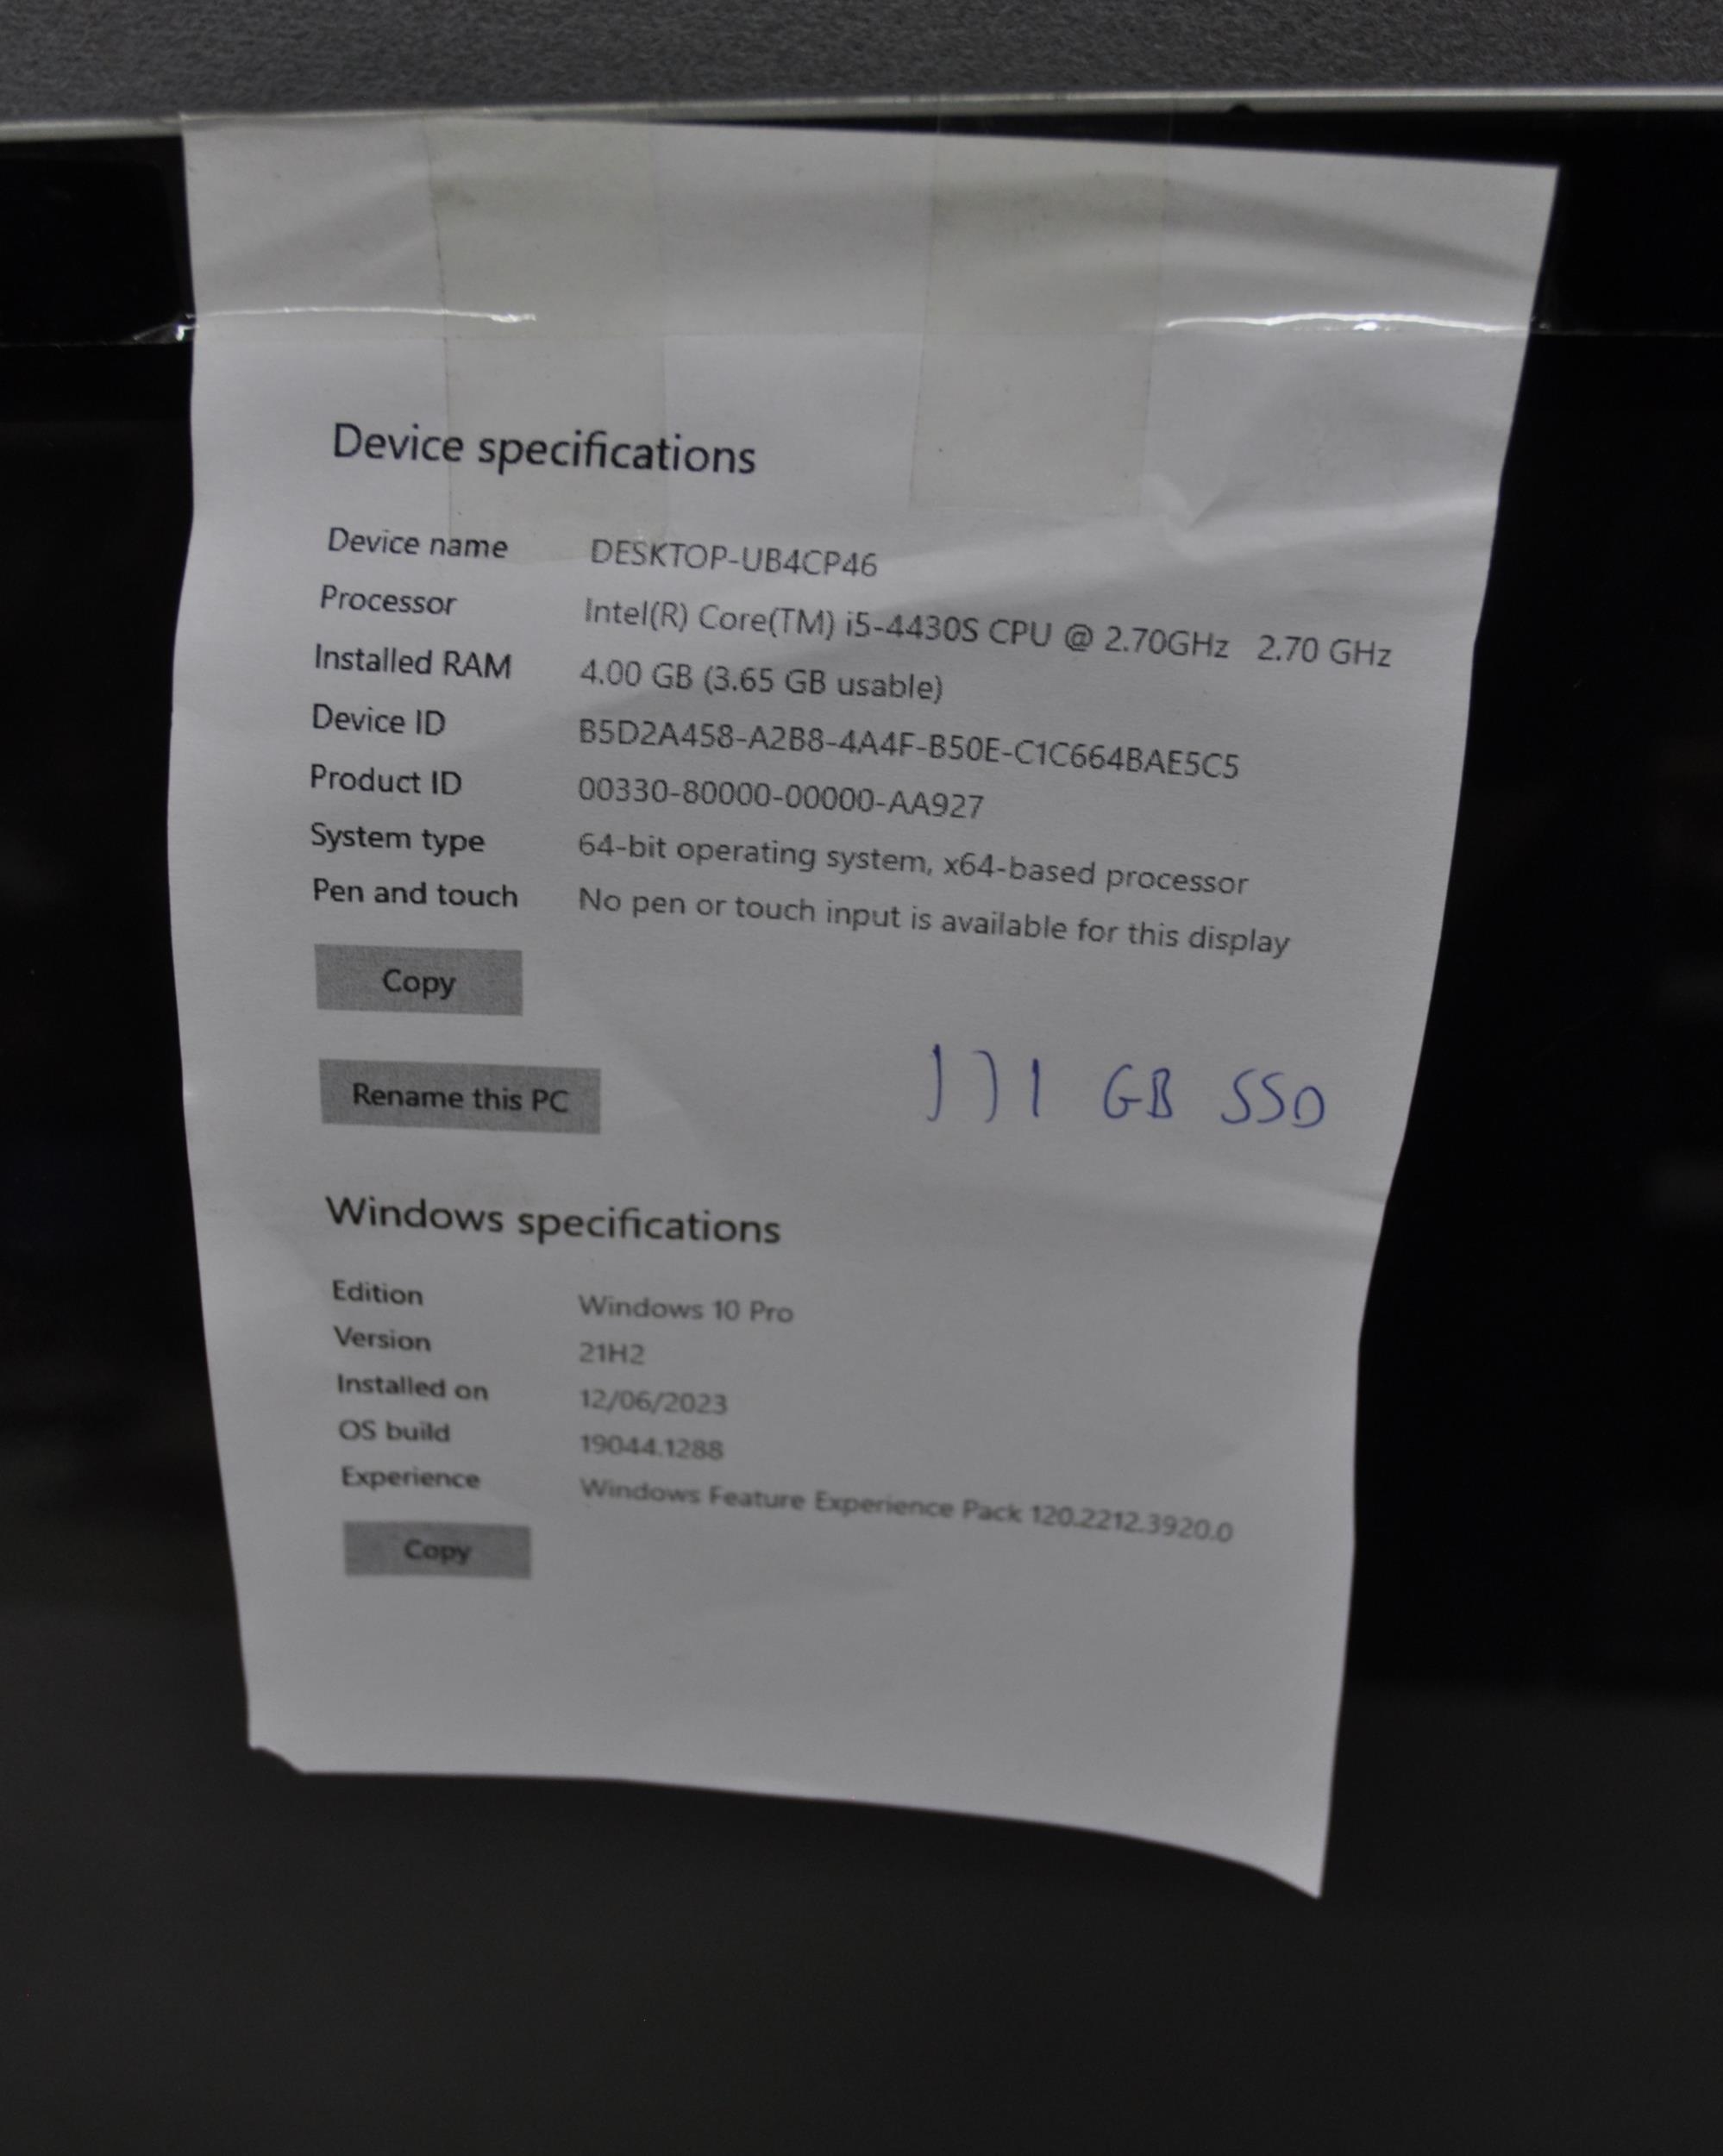 Device specifications
Device name DESKTOP-UB4CP46
Processor Intel(R) Core(TM) i5-4430S CPU @ 2.70GHz 2.70 GHz
Installed RAM 4.00 GB (3.65 GB usable)
Device ID B5D2A458-A2B8-4A4F-B50E-C1C664BAE5C5
Product ID 00330-80000-00000-AA927
System type 64-bit operating system, x64-based processor
Pen and touch No pen or touch input is available for this display
Copy
Rename this PC
111 GB SSD
Windows specifications
Edition Windows 10 Pro
Version 21H2
Installed on 12/06/2023
OS build 19044.1288
Experience Windows Feature Experience Pack 120.2212.3920.0
Copy